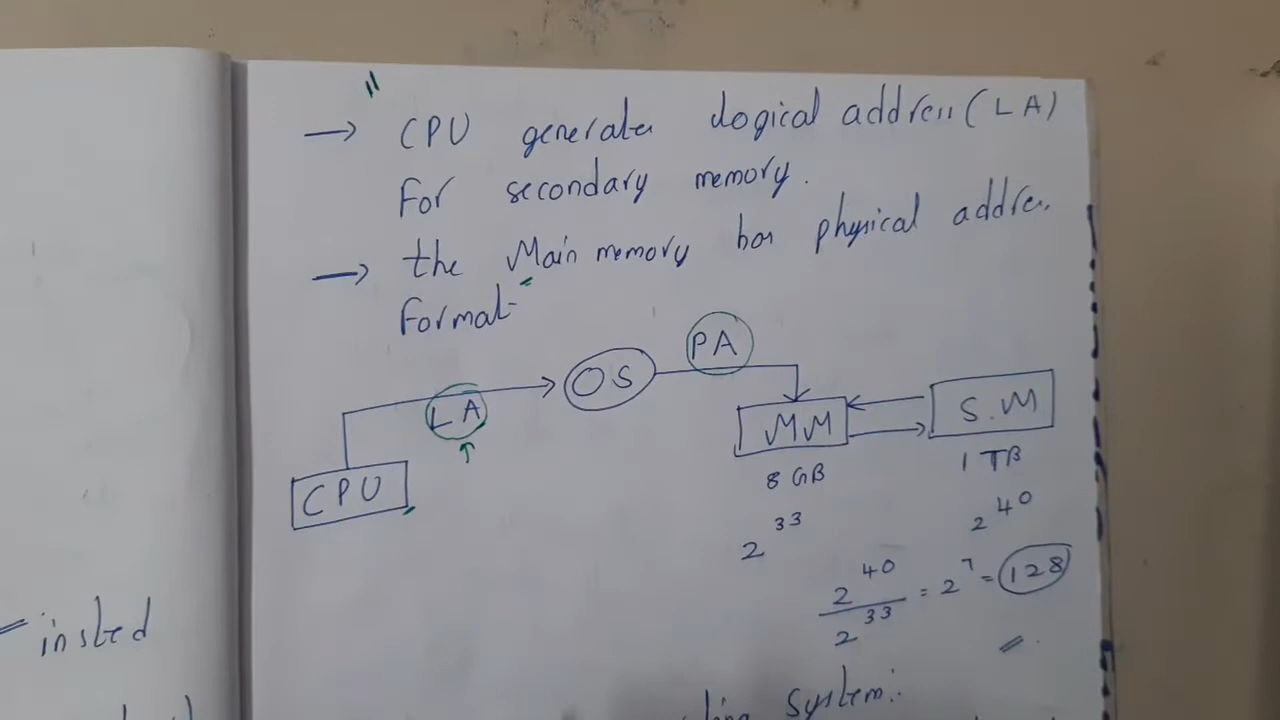 → CPU generates Logical address (LA)
For secondary memory.
→ the Main memory has physical address
Format
PA
OS
LA
MM
S.M
CPU
8 GB
1 TB
2^33
2^40
2^40 / 2^33 = 2^7 = 128
insted
system: